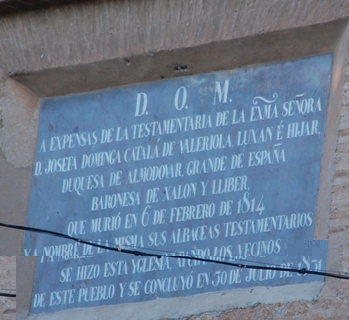 D. O. M.
A EXPENSAS DE LA TESTAMENTARIA DE LA EXMA SEÑORA
D. JOSEFA DOMINGA CATALÁ DE VALERIOLA, LUXAN É HIJAR,
DUQUESA DE ALMODOVAR, GRANDE DE ESPAÑA
BARONESA DE XALON Y LLIBER,
QUE MURIÓ EN 6 DE FEBRERO DE 1814
NOMBRE DE LA MISMA SUS ALBACEAS TESTAMENTARIOS
SE HIZO ESTA YGLESIA, LOS VECINOS
DE ESTE PUEBLO Y SE CONCLUYÓ EN 30 DE JULIO DE 1831